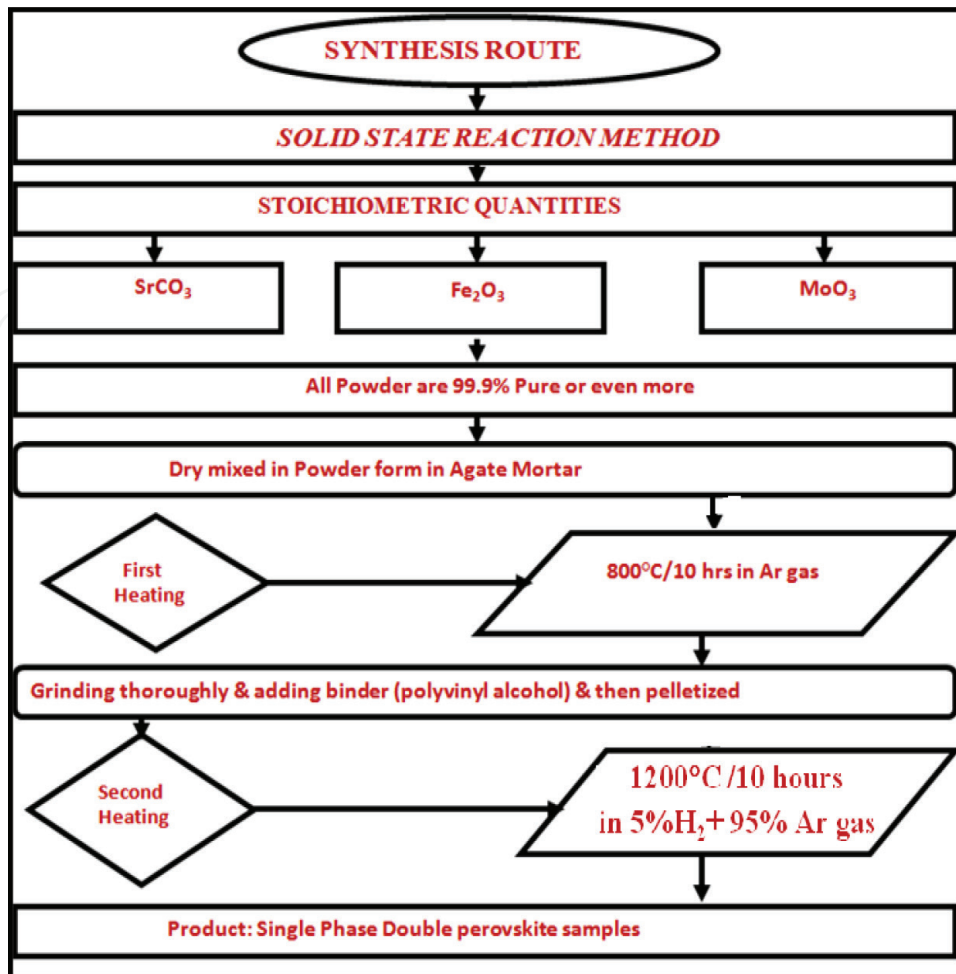 SYNTHESIS ROUTE
SOLID STATE REACTION METHOD
STOICHIOMETRIC QUANTITIES
SrCO₃
Fe₂O₃
MoO₃
All Powder are 99.9% Pure or even more
Dry mixed in Powder form in Agate Mortar
First
Heating
800°C/10 hrs in Ar gas
Grinding thoroughly & adding binder (polyvinyl alcohol) & then pelletized
Second
Heating
1200°C/10 hours
in 5%H₂+ 95% Ar gas
Product: Single Phase Double perovskite samples